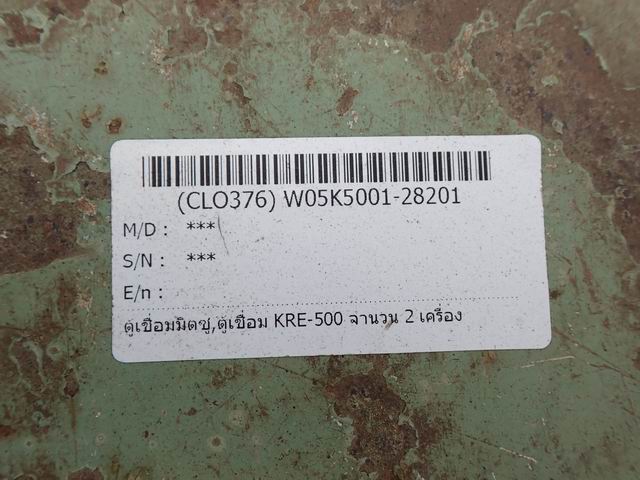 (CLO376) W05K5001-28201
M/D : ***
S/N : ***
E/n :
ตู้เชื่อมมิตซู,ตู้เชื่อม KRE-500 จำนวน 2 เครื่อง